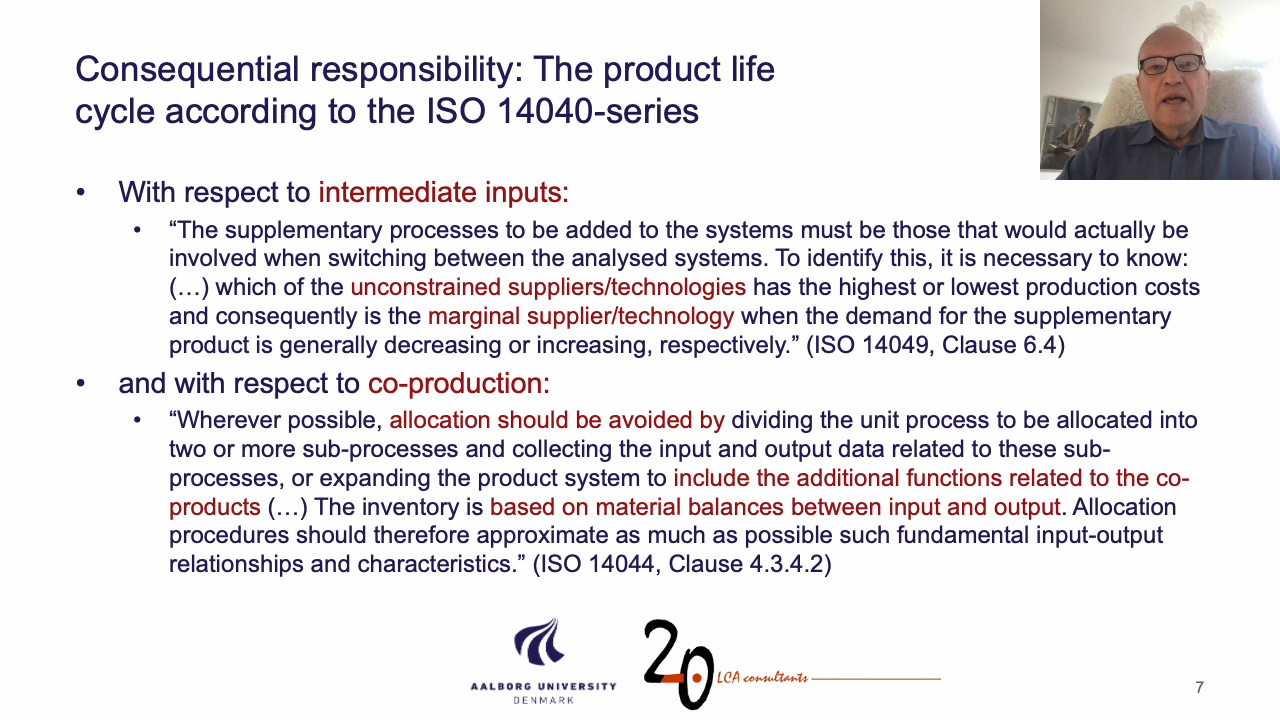 Consequential responsibility: The product life
cycle according to the ISO 14040-series
• With respect to intermediate inputs:
• “The supplementary processes to be added to the systems must be those that would actually be
involved when switching between the analysed systems. To identify this, it is necessary to know:
(…) which of the unconstrained suppliers/technologies has the highest or lowest production costs
and consequently is the marginal supplier/technology when the demand for the supplementary
product is generally decreasing or increasing, respectively.” (ISO 14049, Clause 6.4)
• and with respect to co-production:
• “Wherever possible, allocation should be avoided by dividing the unit process to be allocated into
two or more sub-processes and collecting the input and output data related to these sub-
processes, or expanding the product system to include the additional functions related to the co-
products (…) The inventory is based on material balances between input and output. Allocation
procedures should therefore approximate as much as possible such fundamental input-output
relationships and characteristics.” (ISO 14044, Clause 4.3.4.2)
AALBORG UNIVERSITY
DENMARK
2.0 LCA consultants
7